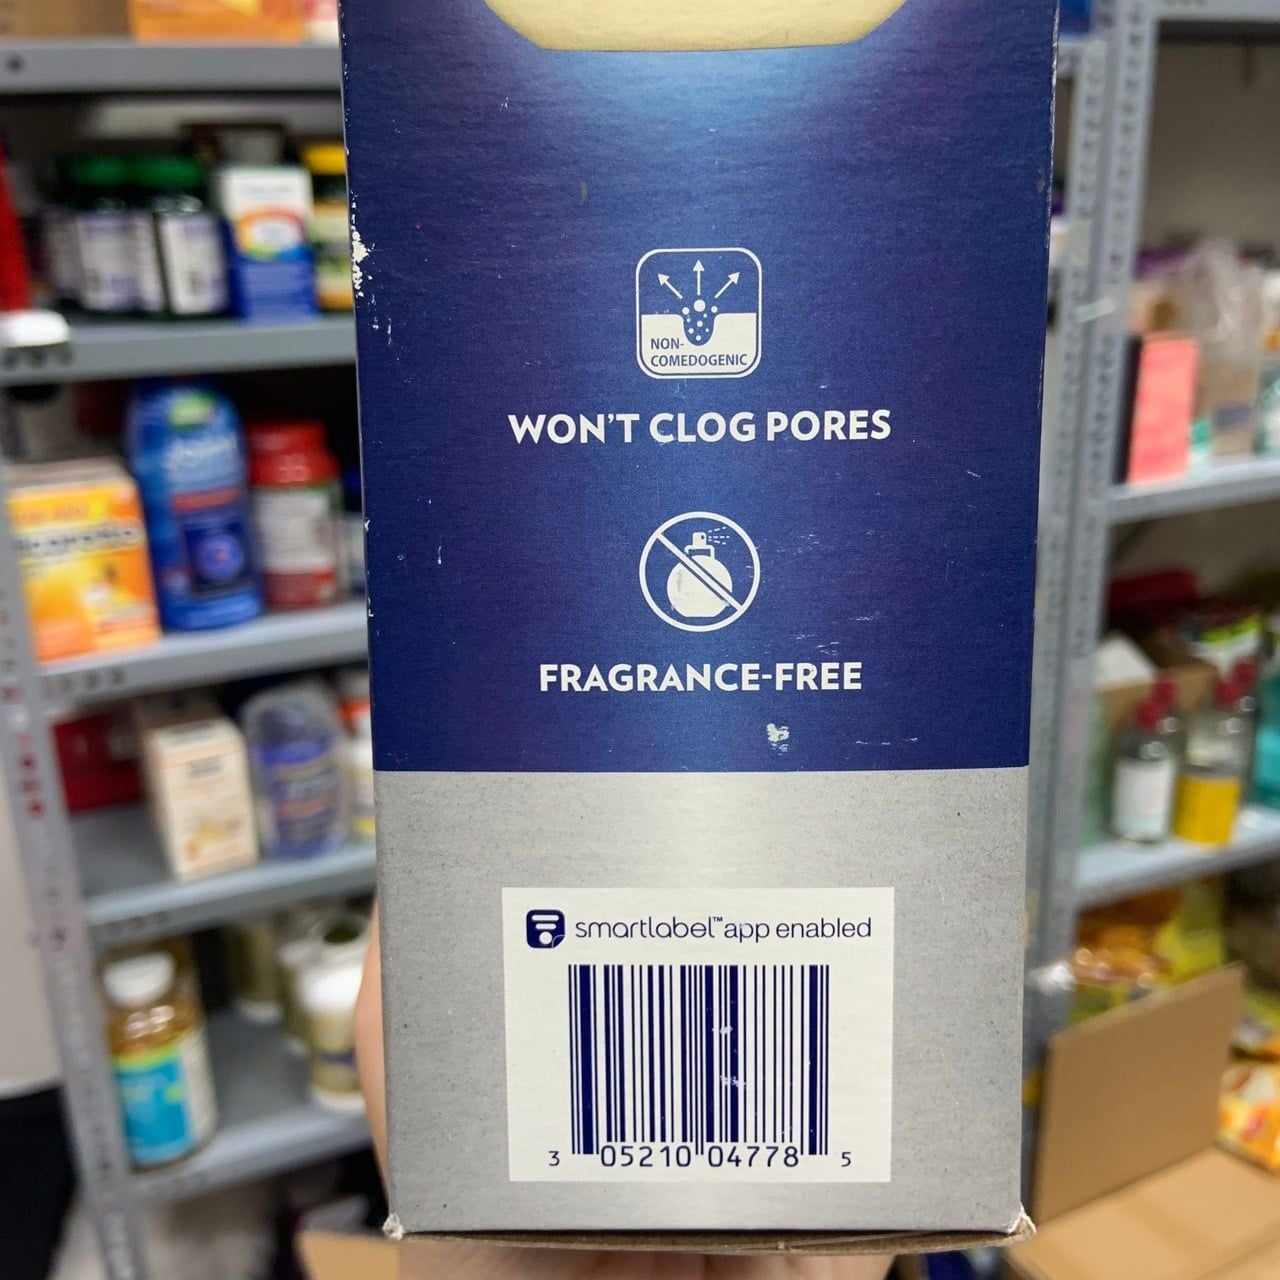 NON-
COMEDOGENIC
WON'T CLOG PORES
FRAGRANCE-FREE
smartlabel™ app enabled
3 05210 04778 5